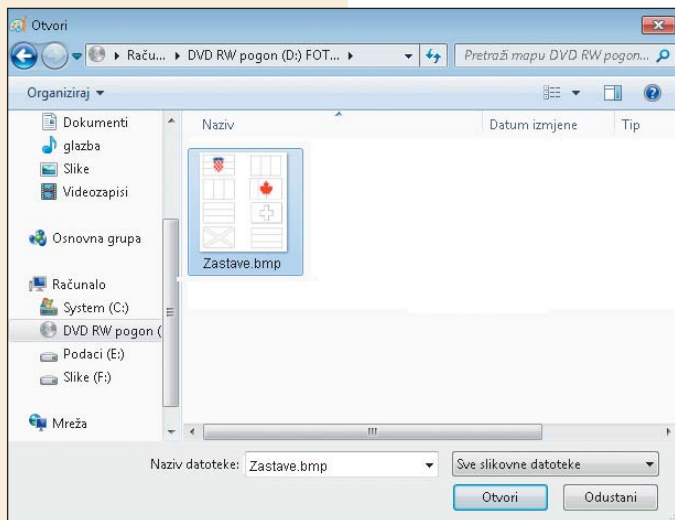 Otvori
Raču... ▸ DVD RW pogon (D:) FOT... ▸
Pretraži mapu DVD RW pogon...
Organiziraj
Dokumenti
glazba
Slike
Videozapisi
Osnovna grupa
Računalo
System (C:)
DVD RW pogon (
Podaci (E:)
Slike (F:)
Mreža
Naziv Datum izmjene Tip
Zastave.bmp
Naziv datoteke: Zastave.bmp Sve slikovne datoteke
Otvori Odustani